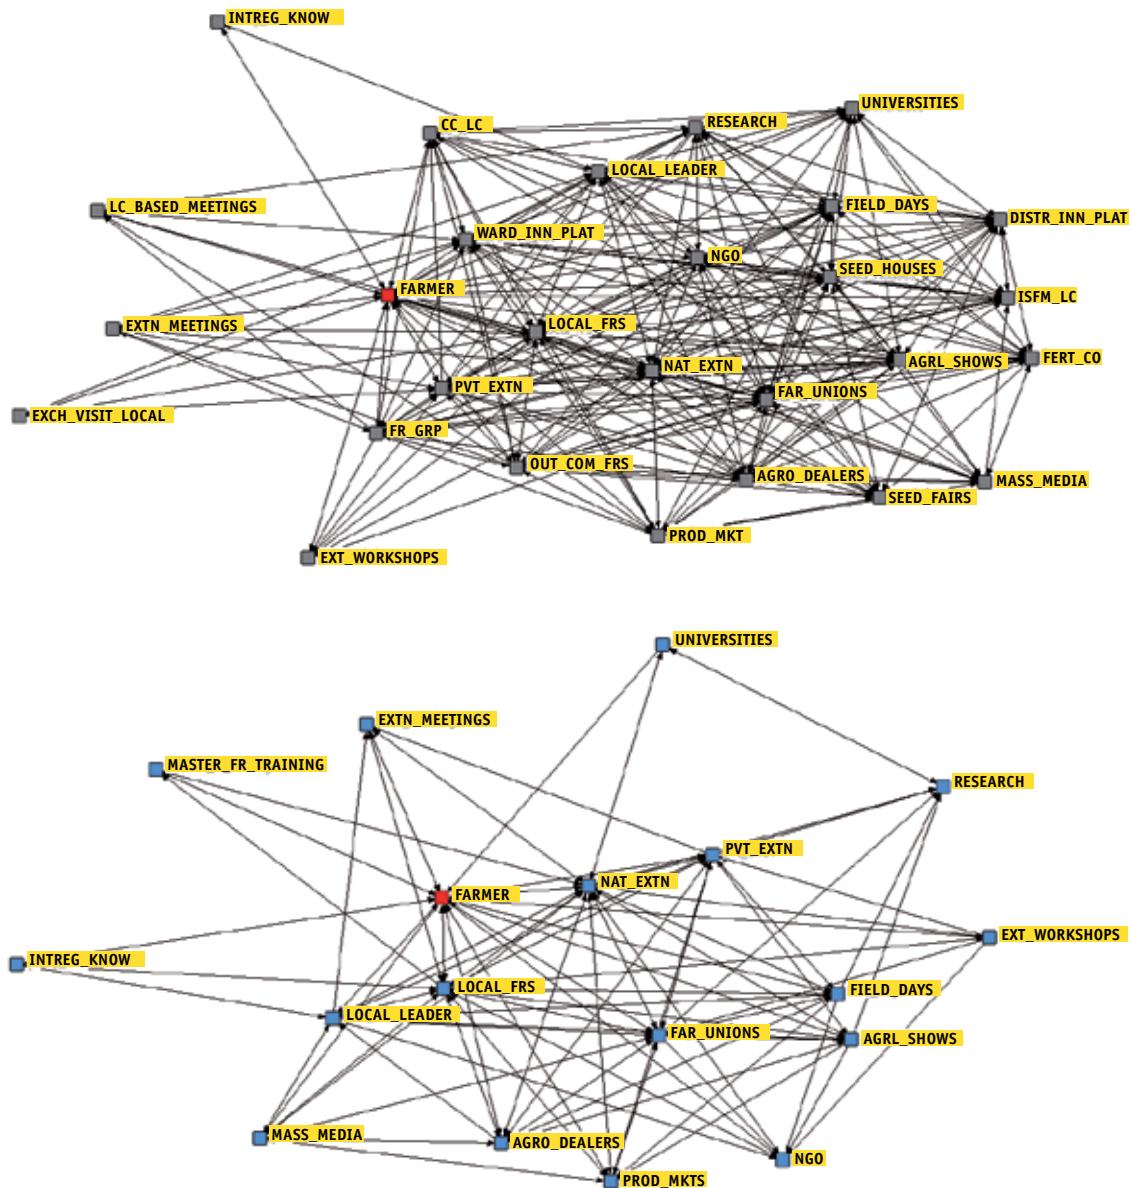 INTREG_KNOW
UNIVERSITIES
CC_LC
RESEARCH
LOCAL_LEADER
LC_BASED_MEETINGS
FIELD_DAYS
DISTR_INN_PLAT
WARD_INN_PLAT
NGO
SEED_HOUSES
FARMER
ISFM_LC
EXTN_MEETINGS
LOCAL_FRS
NAT_EXTN
AGRL_SHOWS
FERT_CO
PVT_EXTN
FAR_UNIONS
EXCH_VISIT_LOCAL
FR_GRP
OUT_COM_FRS
AGRO_DEALERS
MASS_MEDIA
SEED_FAIRS
PROD_MKT
EXT_WORKSHOPS
UNIVERSITIES
EXTN_MEETINGS
MASTER_FR_TRAINING
RESEARCH
PVT_EXTN
NAT_EXTN
FARMER
EXT_WORKSHOPS
INTREG_KNOW
LOCAL_FRS
FIELD_DAYS
LOCAL_LEADER
FAR_UNIONS
AGRL_SHOWS
MASS_MEDIA
AGRO_DEALERS
NGO
PROD_MKTS